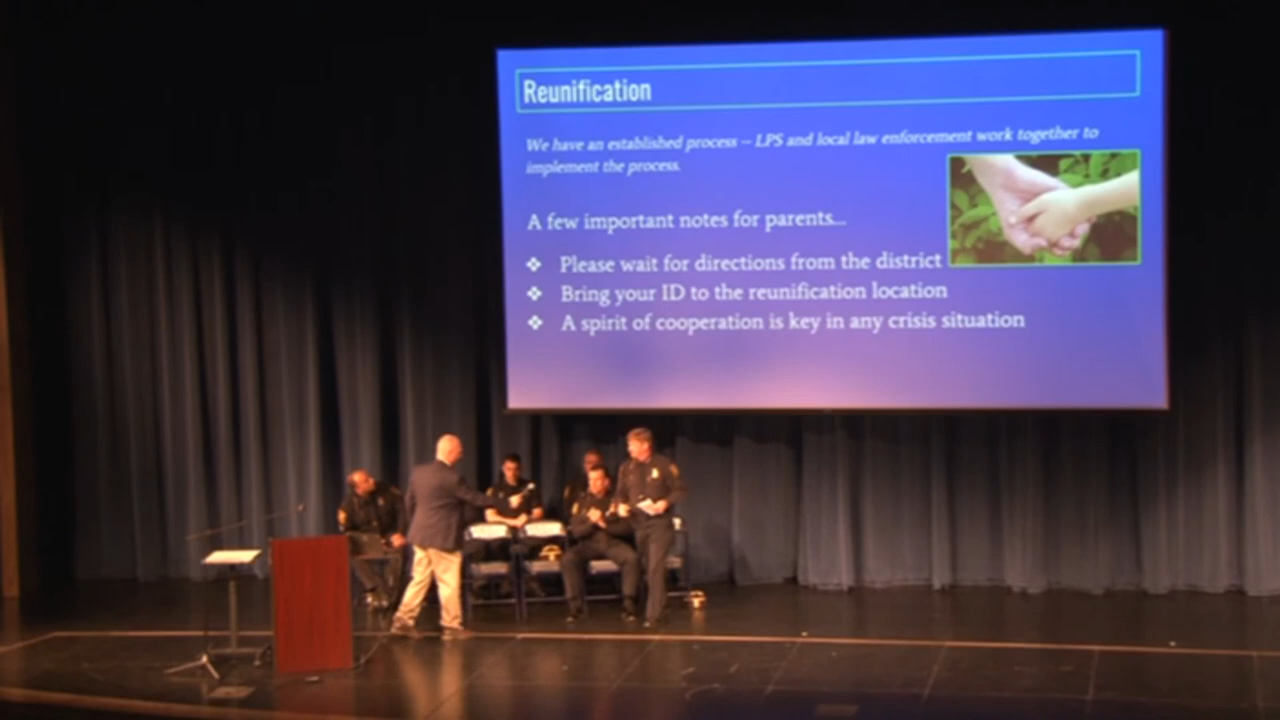 Reunification
We have an established process – LPS and local law enforcement work together to
implement the process.
A few important notes for parents...
❖ Please wait for directions from the district
❖ Bring your ID to the reunification location
❖ A spirit of cooperation is key in any crisis situation